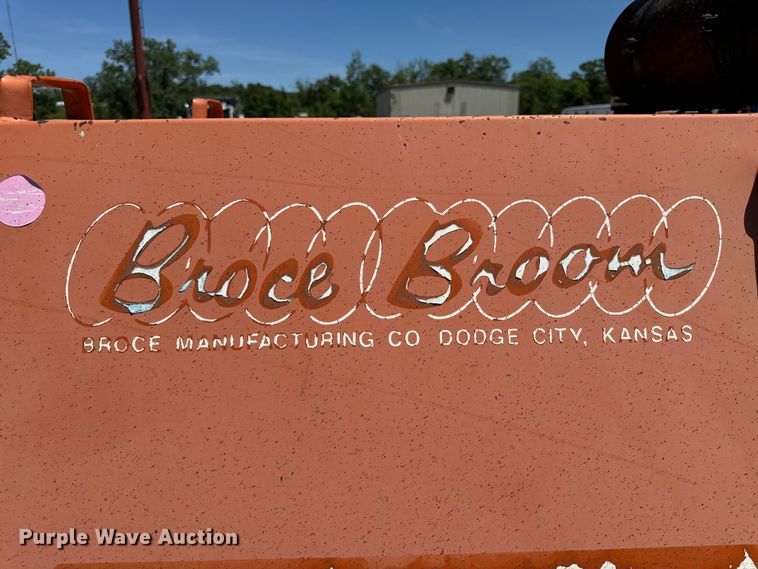 Broce Broom
BROCE MANUFACTURING CO DODGE CITY, KANSAS
Purple Wave Auction